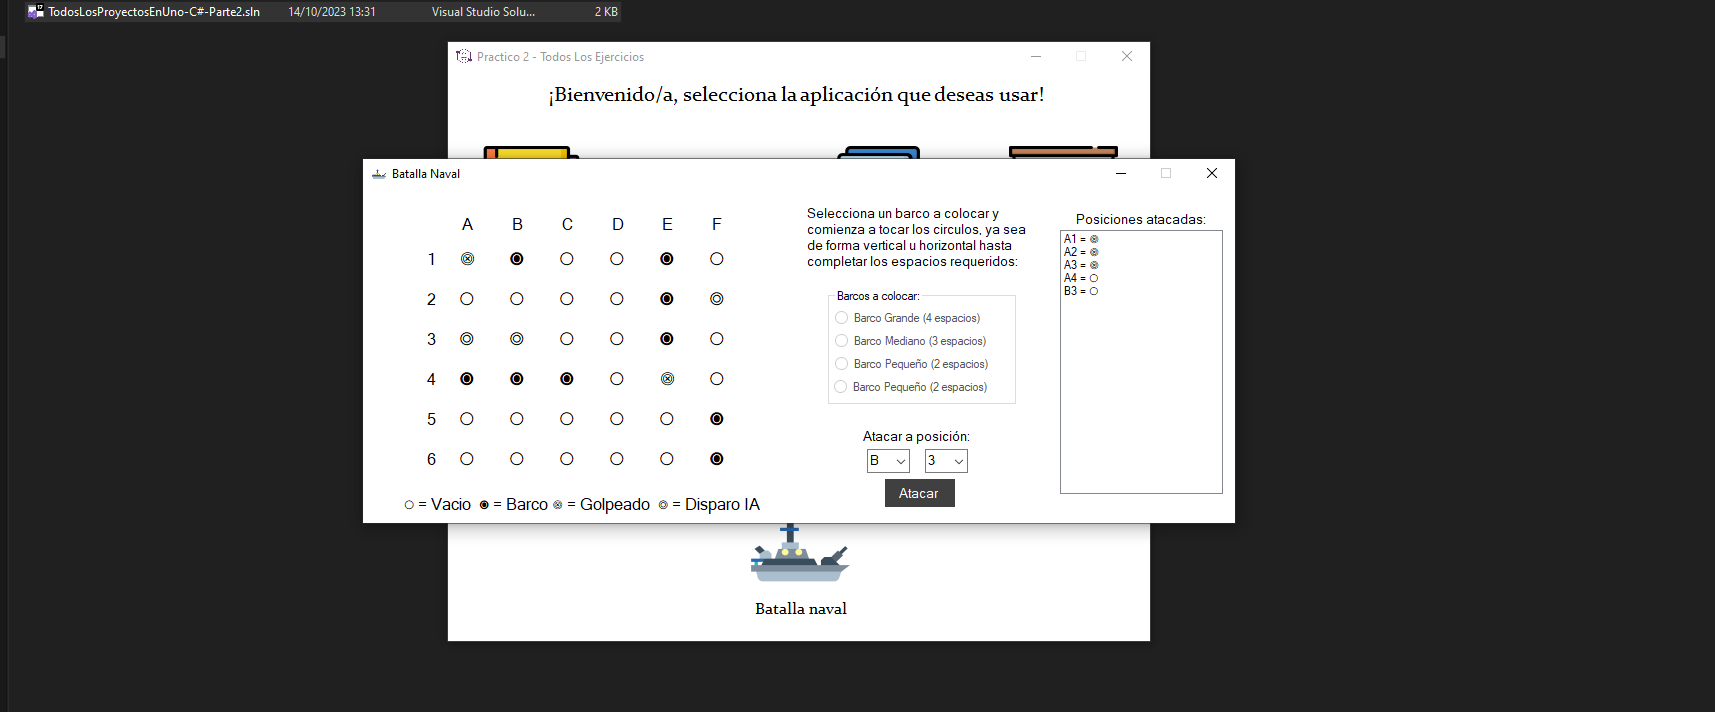 TodosLosProyectosEnUno-C#-Parte2.sln 14/10/2023 13:31 Visual Studio Solu... 2 KB
Practico 2 - Todos Los Ejercicios
¡Bienvenido/a, selecciona la aplicación que deseas usar!
Batalla Naval
A B C D E F
1
2
3
4
5
6
○ = Vacio ◉ = Barco ⊗ = Golpeado ◎ = Disparo IA
Selecciona un barco a colocar y
comienza a tocar los circulos, ya sea
de forma vertical u horizontal hasta
completar los espacios requeridos:
Barcos a colocar:
Barco Grande (4 espacios)
Barco Mediano (3 espacios)
Barco Pequeño (2 espacios)
Barco Pequeño (2 espacios)
Atacar a posición:
B 3
Atacar
Posiciones atacadas:
A1 = ⊗
A2 = ⊗
A3 = ⊗
A4 = ○
B3 = ○
Batalla naval